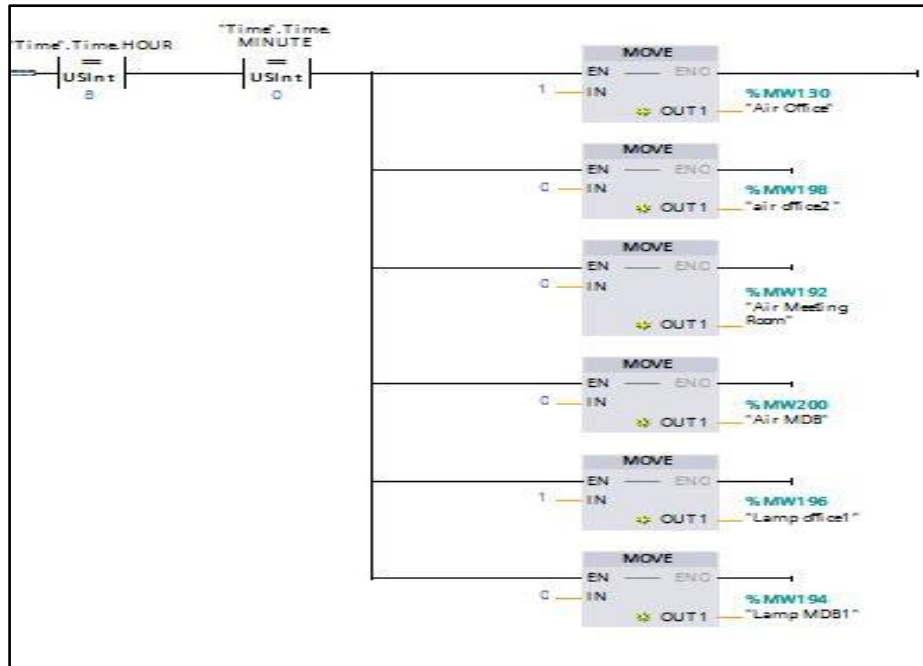 "Time".Time.HOUR
==
USInt
8
"Time".Time.
MINUTE
==
USInt
0
MOVE
EN ENO
1 IN
OUT1
%MW130
"Air Office"
MOVE
EN ENO
0 IN
OUT1
%MW198
"air office2"
MOVE
EN ENO
0 IN
OUT1
%MW192
"Air Meeting
Room"
MOVE
EN ENO
0 IN
OUT1
%MW200
"Air MDB"
MOVE
EN ENO
1 IN
OUT1
%MW196
"Lamp office1"
MOVE
EN ENO
0 IN
OUT1
%MW194
"Lamp MDB1"